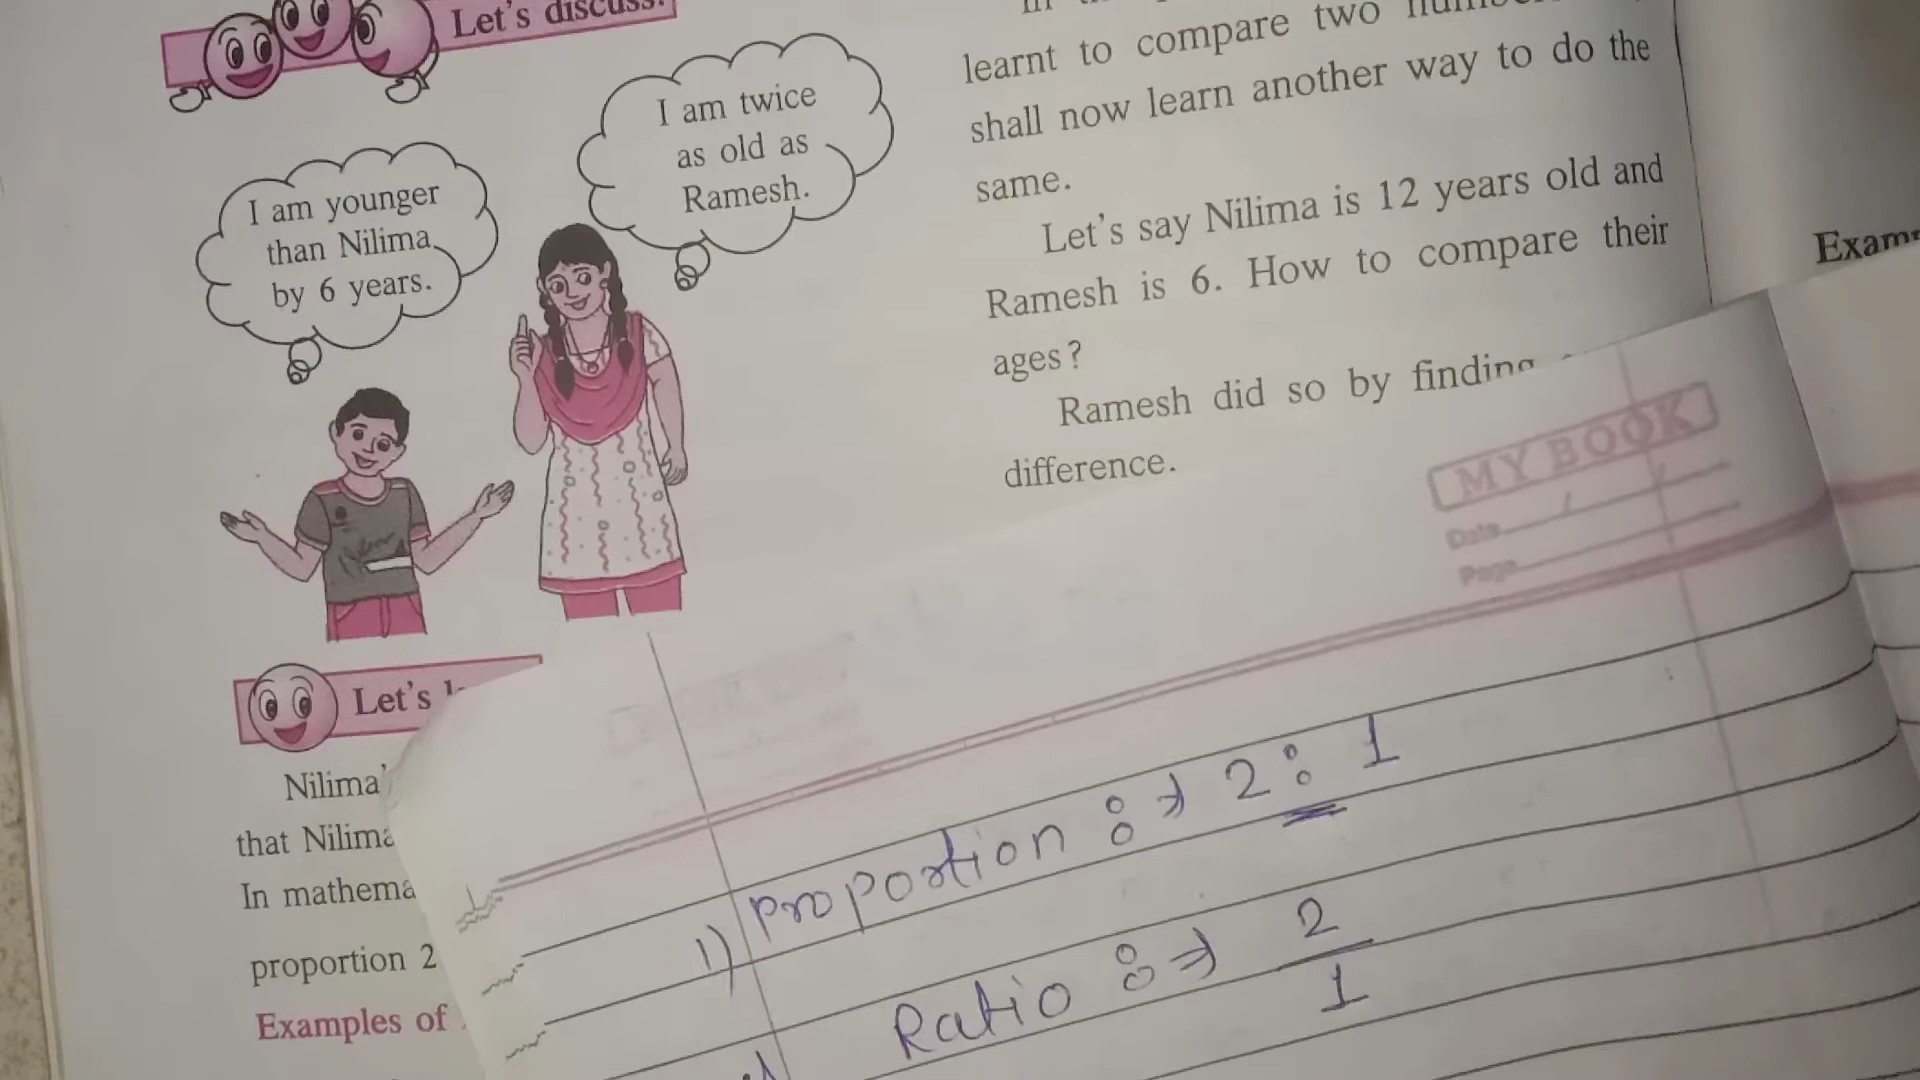 Let's discuss.
I am younger
than Nilima
by 6 years.
I am twice
as old as
Ramesh.
learnt to compare two
shall now learn another way to do the
same.
Let's say Nilima is 12 years old and
Ramesh is 6. How to compare their
ages?
Ramesh did so by finding
difference.
Let's
Nilima'
that Nilima
In mathema
proportion 2
Examples of
Exam
MY BOOK
Date
Page
1) Proportion :⇒ 2 : 1
Ratio :⇒ 2
1